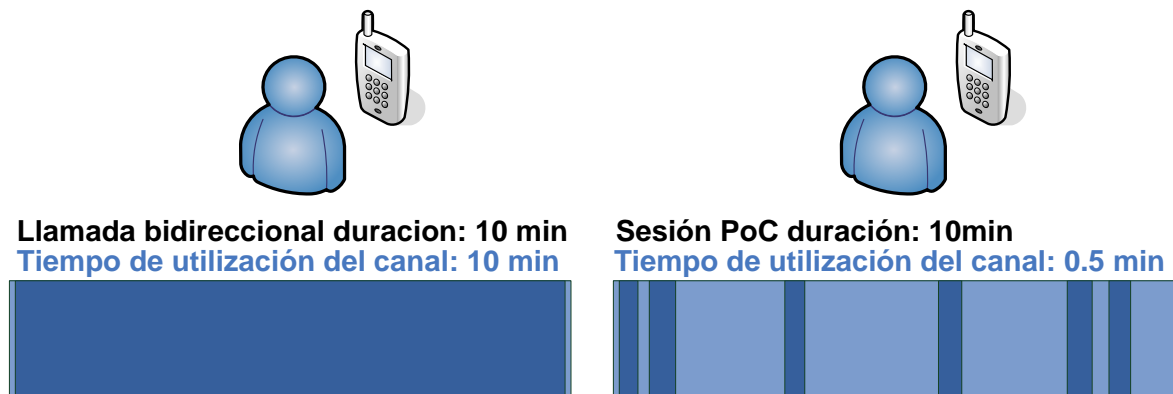 Llamada bidireccional duracion: 10 min
Tiempo de utilización del canal: 10 min
Sesión PoC duración: 10min
Tiempo de utilización del canal: 0.5 min